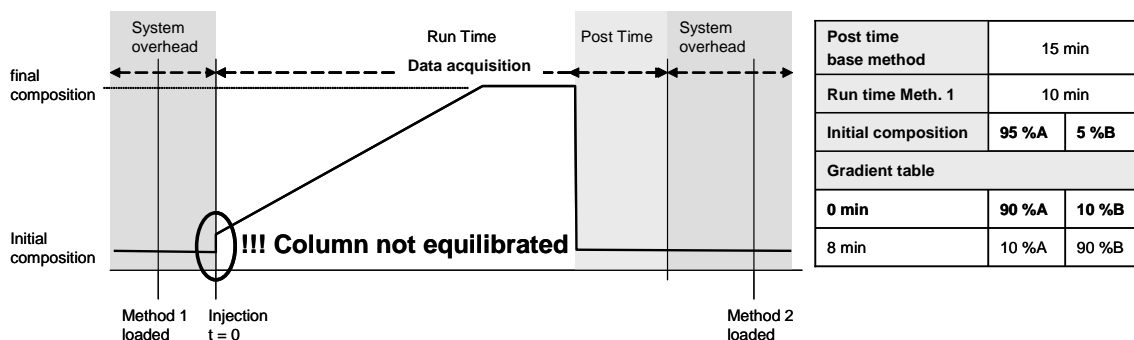 System
overhead
Run Time
Post Time
System
overhead
Data acquisition
final
composition
!!! Column not equilibrated
Initial
composition
Method 1
loaded
Injection
t = 0
Method 2
loaded
Post time
base method
15 min
Run time Meth. 1
10 min
Initial composition
95 %A
5 %B
Gradient table
0 min
90 %A
10 %B
8 min
10 %A
90 %B